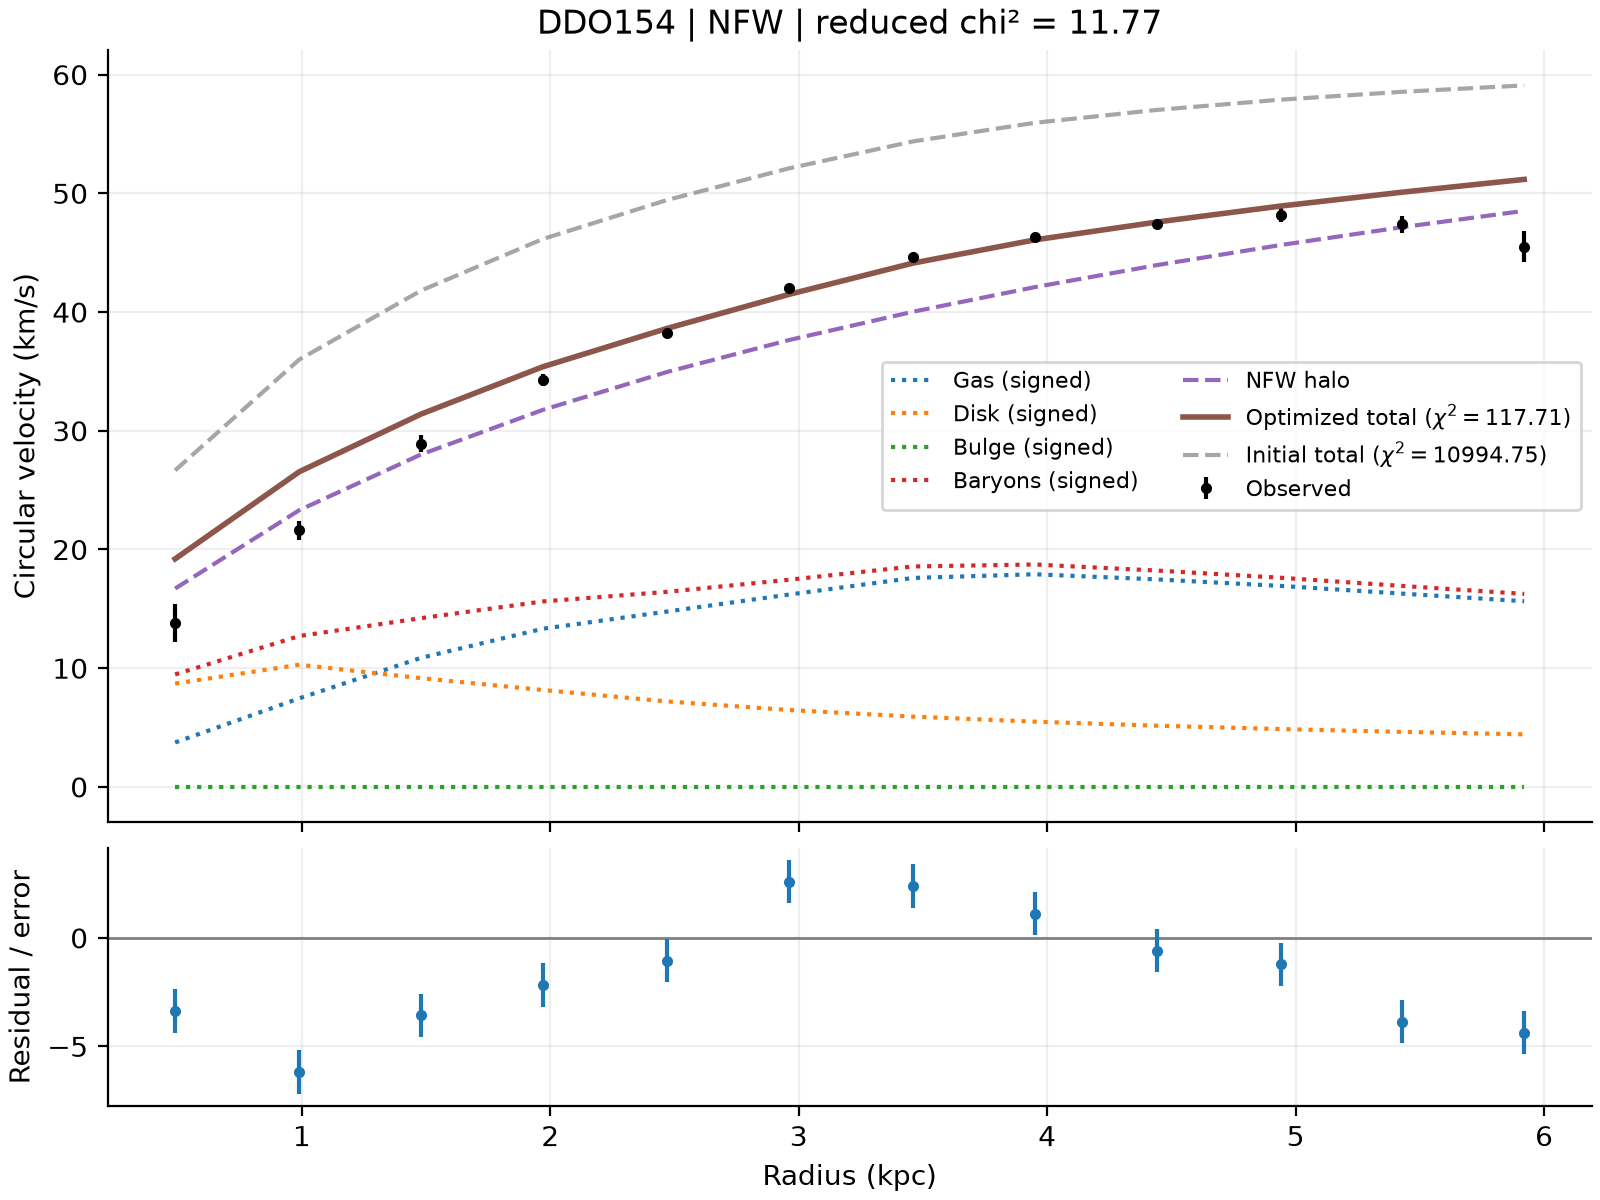 DDO154 | NFW | reduced chi² = 11.77
Circular velocity (km/s)
60
50
40
30
20
10
0
Gas (signed)
Disk (signed)
Bulge (signed)
Baryons (signed)
NFW halo
Optimized total (χ² = 117.71)
Initial total (χ² = 10994.75)
Observed
Residual / error
0
−5
1 2 3 4 5 6
Radius (kpc)